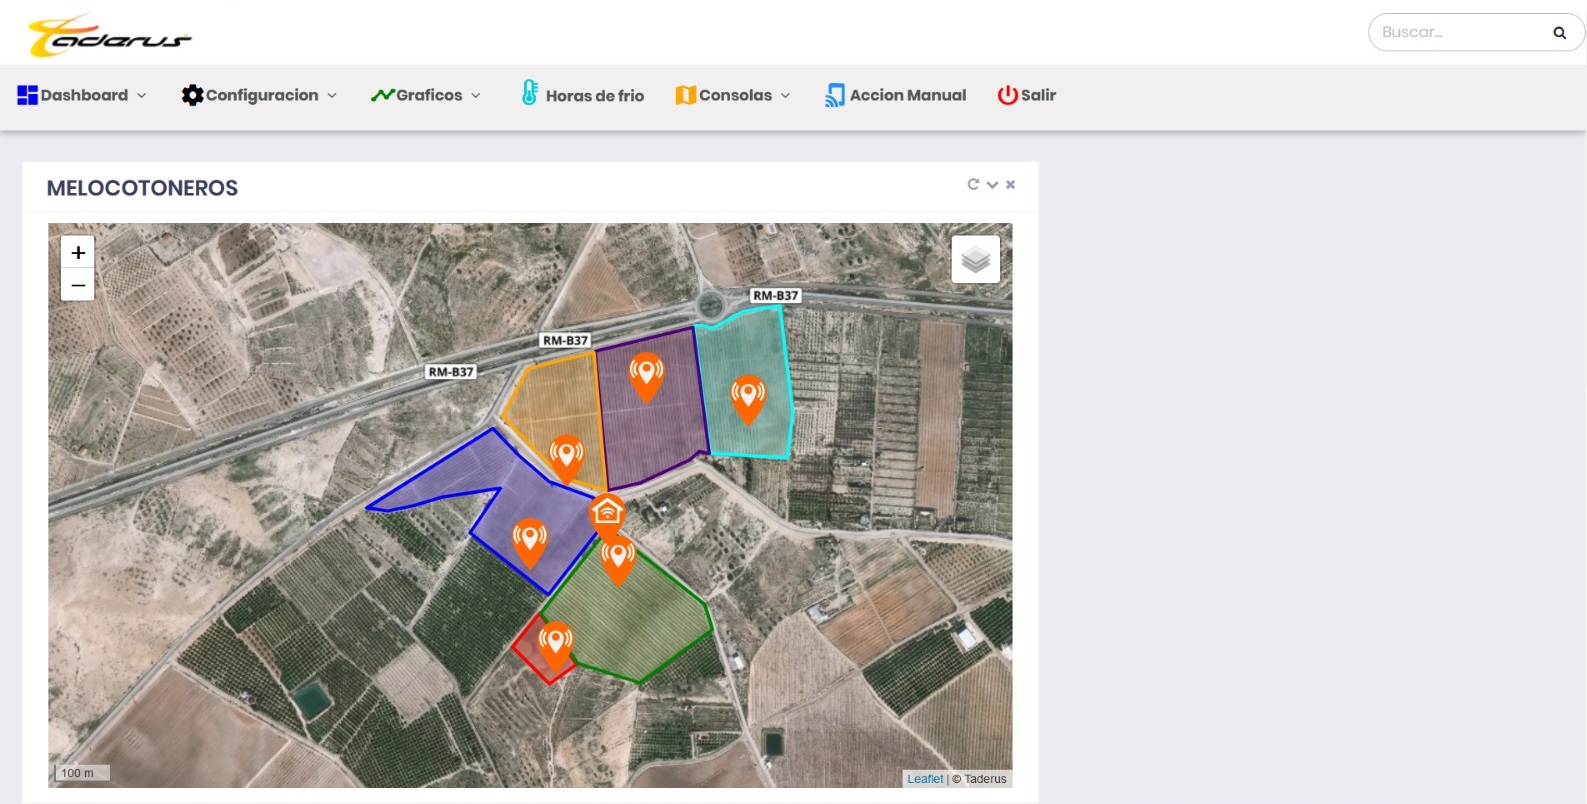 Taderus
Buscar...
Dashboard
Configuracion
Graficos
Horas de frio
Consolas
Accion Manual
Salir
MELOCOTONEROS
+
−
RM-B37
RM-B37
RM-B37
100 m
Leaflet | © Taderus